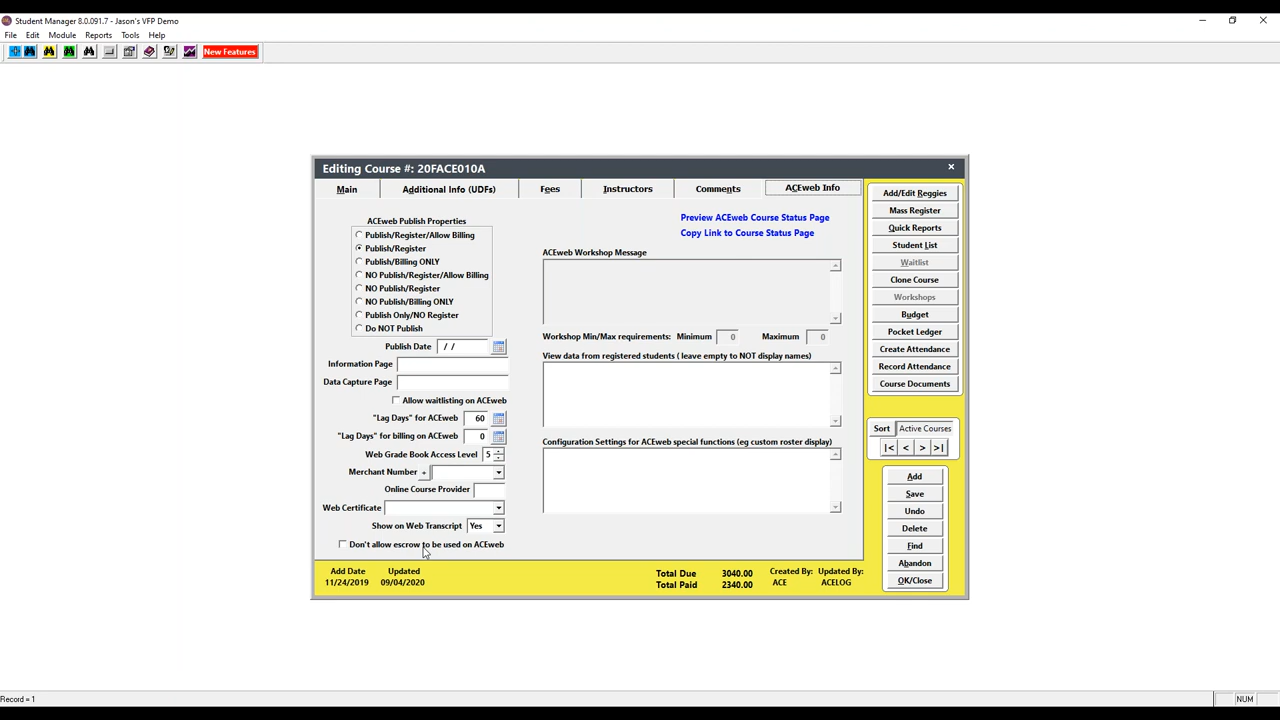 Student Manager 8.0.091.7 - Jason's VFP Demo
File Edit Module Reports Tools Help
New Features
Editing Course #: 20FACE010A
Main
Additional Info (UDFs)
Fees
Instructors
Comments
ACEweb Info
ACEweb Publish Properties
Publish/Register/Allow Billing
Publish/Register
Publish/Billing ONLY
NO Publish/Register/Allow Billing
NO Publish/Register
NO Publish/Billing ONLY
Publish Only/NO Register
Do NOT Publish
Publish Date / /
Information Page
Data Capture Page
Allow waitlisting on ACEweb
"Lag Days" for ACEweb 60
"Lag Days" for billing on ACEweb 0
Web Grade Book Access Level 5
Merchant Number +
Online Course Provider
Web Certificate
Show on Web Transcript Yes
Don't allow escrow to be used on ACEweb
Preview ACEweb Course Status Page
Copy Link to Course Status Page
ACEweb Workshop Message
Workshop Min/Max requirements: Minimum 0 Maximum 0
View data from registered students ( leave empty to NOT display names)
Configuration Settings for ACEweb special functions (eg custom roster display)
Add Date Updated
11/24/2019 09/04/2020
Total Due 3040.00
Total Paid 2340.00
Created By: Updated By:
ACE ACELOG
Add/Edit Reggies
Mass Register
Quick Reports
Student List
Waitlist
Clone Course
Workshops
Budget
Pocket Ledger
Create Attendance
Record Attendance
Course Documents
Sort Active Courses
|< < > >|
Add
Save
Undo
Delete
Find
Abandon
OK/Close
Record = 1
NUM